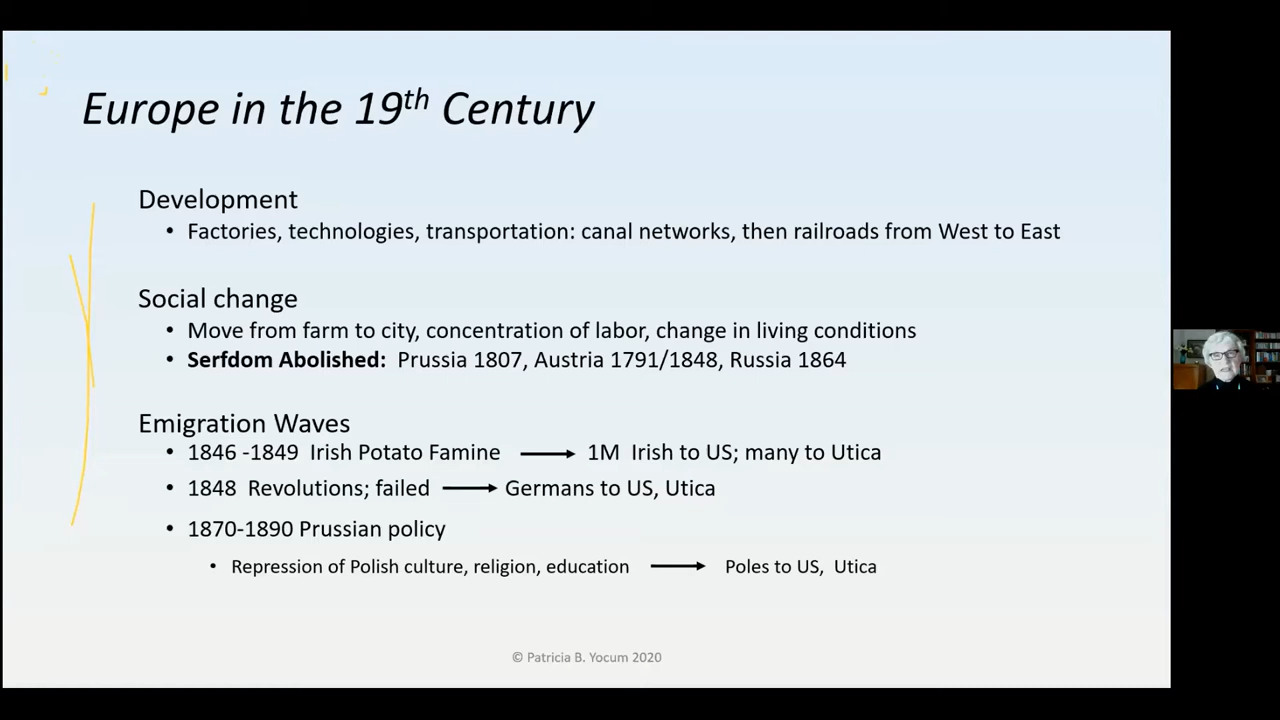 Europe in the 19th Century
Development
• Factories, technologies, transportation: canal networks, then railroads from West to East
Social change
• Move from farm to city, concentration of labor, change in living conditions
• Serfdom Abolished: Prussia 1807, Austria 1791/1848, Russia 1864
Emigration Waves
• 1846 -1849 Irish Potato Famine → 1M Irish to US; many to Utica
• 1848 Revolutions; failed → Germans to US, Utica
• 1870-1890 Prussian policy
• Repression of Polish culture, religion, education → Poles to US, Utica
© Patricia B. Yocum 2020